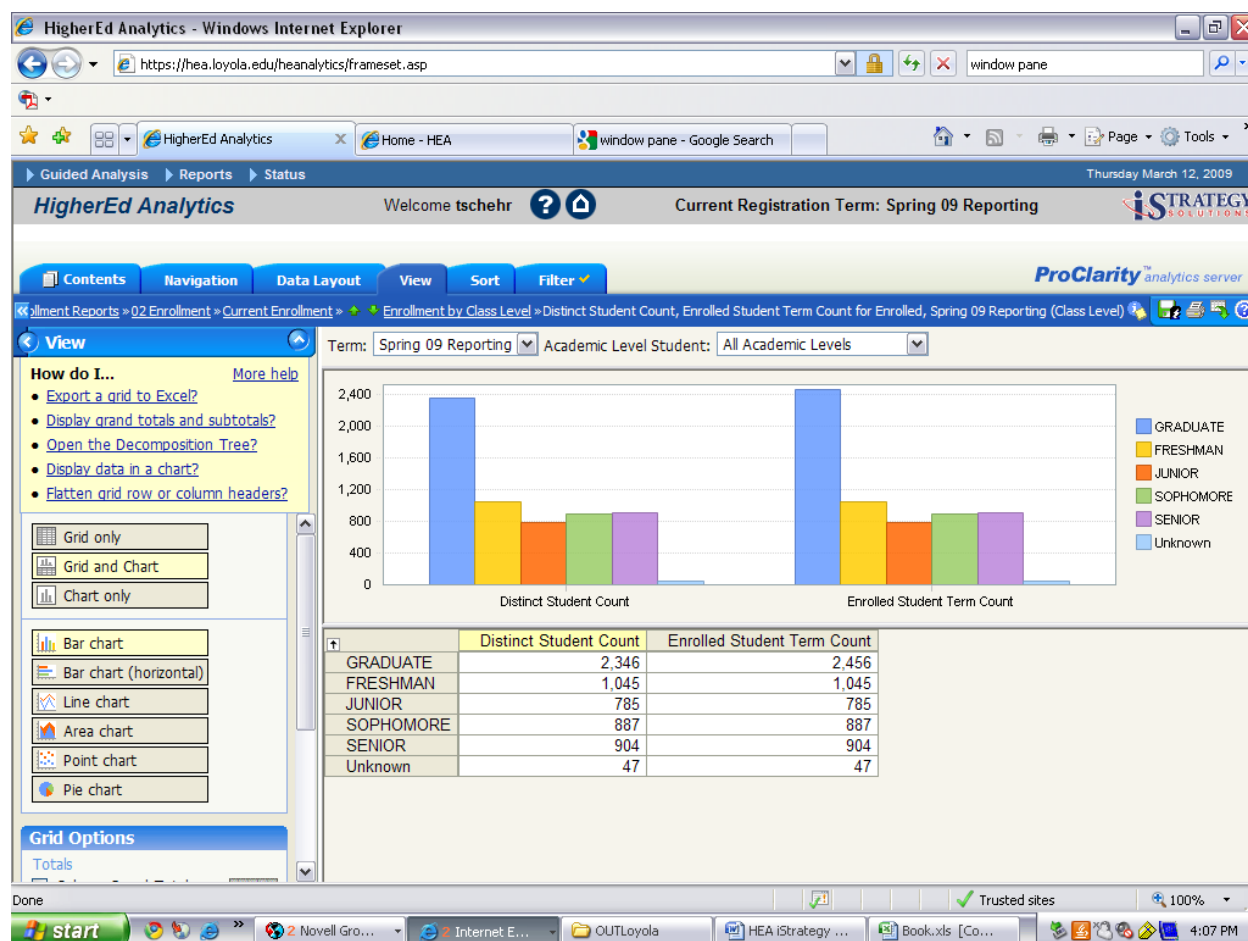 HigherEd Analytics - Windows Internet Explorer
https://hea.loyola.edu/heanalytics/frameset.asp
window pane
HigherEd Analytics
Home - HEA
window pane - Google Search
Page
Tools
Guided Analysis Reports Status
Thursday March 12, 2009
HigherEd Analytics
Welcome tschehr
Current Registration Term: Spring 09 Reporting
iSTRATEGY
SOLUTIONS
Contents Navigation Data Layout View Sort Filter
ProClarity™ analytics server
ollment Reports » 02 Enrollment » Current Enrollment » Enrollment by Class Level » Distinct Student Count, Enrolled Student Term Count for Enrolled, Spring 09 Reporting (Class Level)
View
Term: Spring 09 Reporting Academic Level Student: All Academic Levels
How do I... More help
Export a grid to Excel?
Display grand totals and subtotals?
Open the Decomposition Tree?
Display data in a chart?
Flatten grid row or column headers?
Grid only
Grid and Chart
Chart only
Bar chart
Bar chart (horizontal)
Line chart
Area chart
Point chart
Pie chart
Grid Options
Totals
2,400
2,000
1,600
1,200
800
400
0
Distinct Student Count Enrolled Student Term Count
GRADUATE
FRESHMAN
JUNIOR
SOPHOMORE
SENIOR
Unknown
Distinct Student Count Enrolled Student Term Count
GRADUATE 2,346 2,456
FRESHMAN 1,045 1,045
JUNIOR 785 785
SOPHOMORE 887 887
SENIOR 904 904
Unknown 47 47
Done
Trusted sites
100%
start
2 Novell Gro...
2 Internet E...
OUTLoyola
HEA iStrategy ...
Book.xls [Co...
4:07 PM